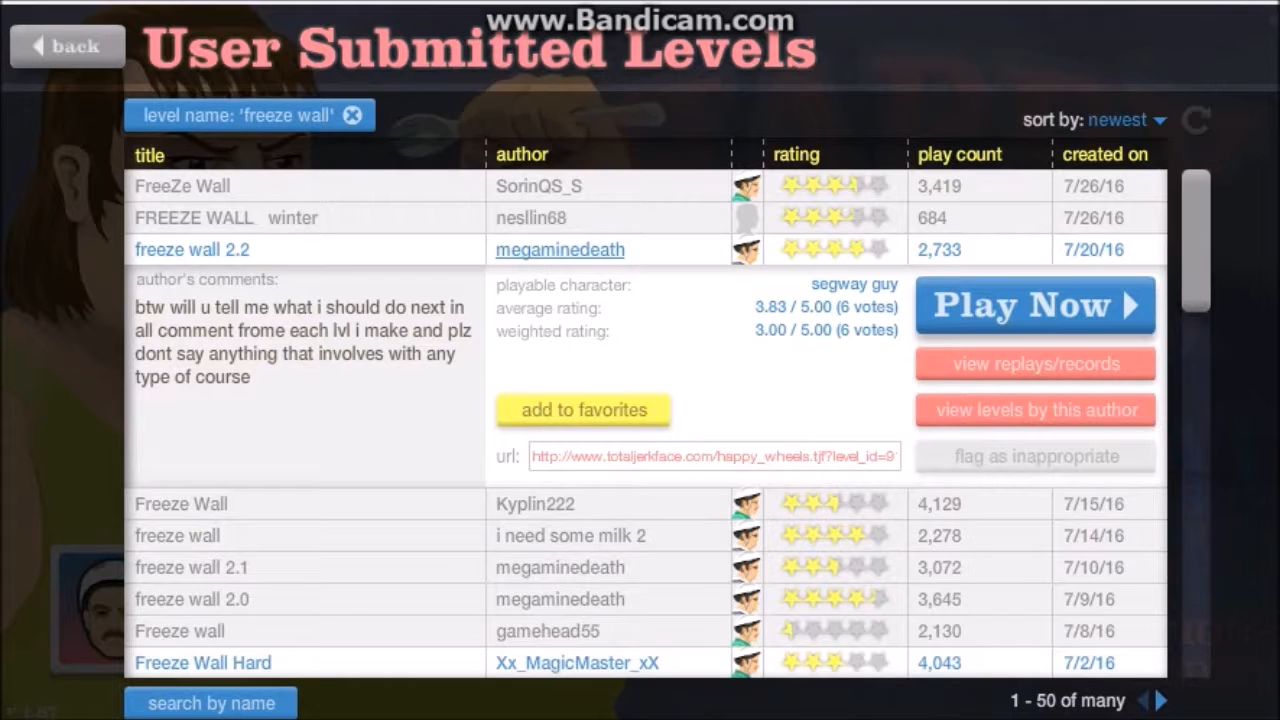 www.Bandicam.com
back
User Submitted Levels
level name: 'freeze wall'
sort by: newest
title author rating play count created on
FreeZe Wall SorinQS_S 3,419 7/26/16
FREEZE WALL winter nesllin68 684 7/26/16
freeze wall 2.2 megaminedeath 2,733 7/20/16
author's comments:
btw will u tell me what i should do next in
all comment frome each lvl i make and plz
dont say anything that involves with any
type of course
playable character: segway guy
average rating: 3.83 / 5.00 (6 votes)
weighted rating: 3.00 / 5.00 (6 votes)
Play Now
view replays/records
add to favorites
view levels by this author
url: http://www.totaljerkface.com/happy_wheels.tjf?level_id=9
flag as inappropriate
Freeze Wall Kyplin222 4,129 7/15/16
freeze wall i need some milk 2 2,278 7/14/16
freeze wall 2.1 megaminedeath 3,072 7/10/16
freeze wall 2.0 megaminedeath 3,645 7/9/16
Freeze wall gamehead55 2,130 7/8/16
Freeze Wall Hard Xx_MagicMaster_xX 4,043 7/2/16
search by name
1 - 50 of many